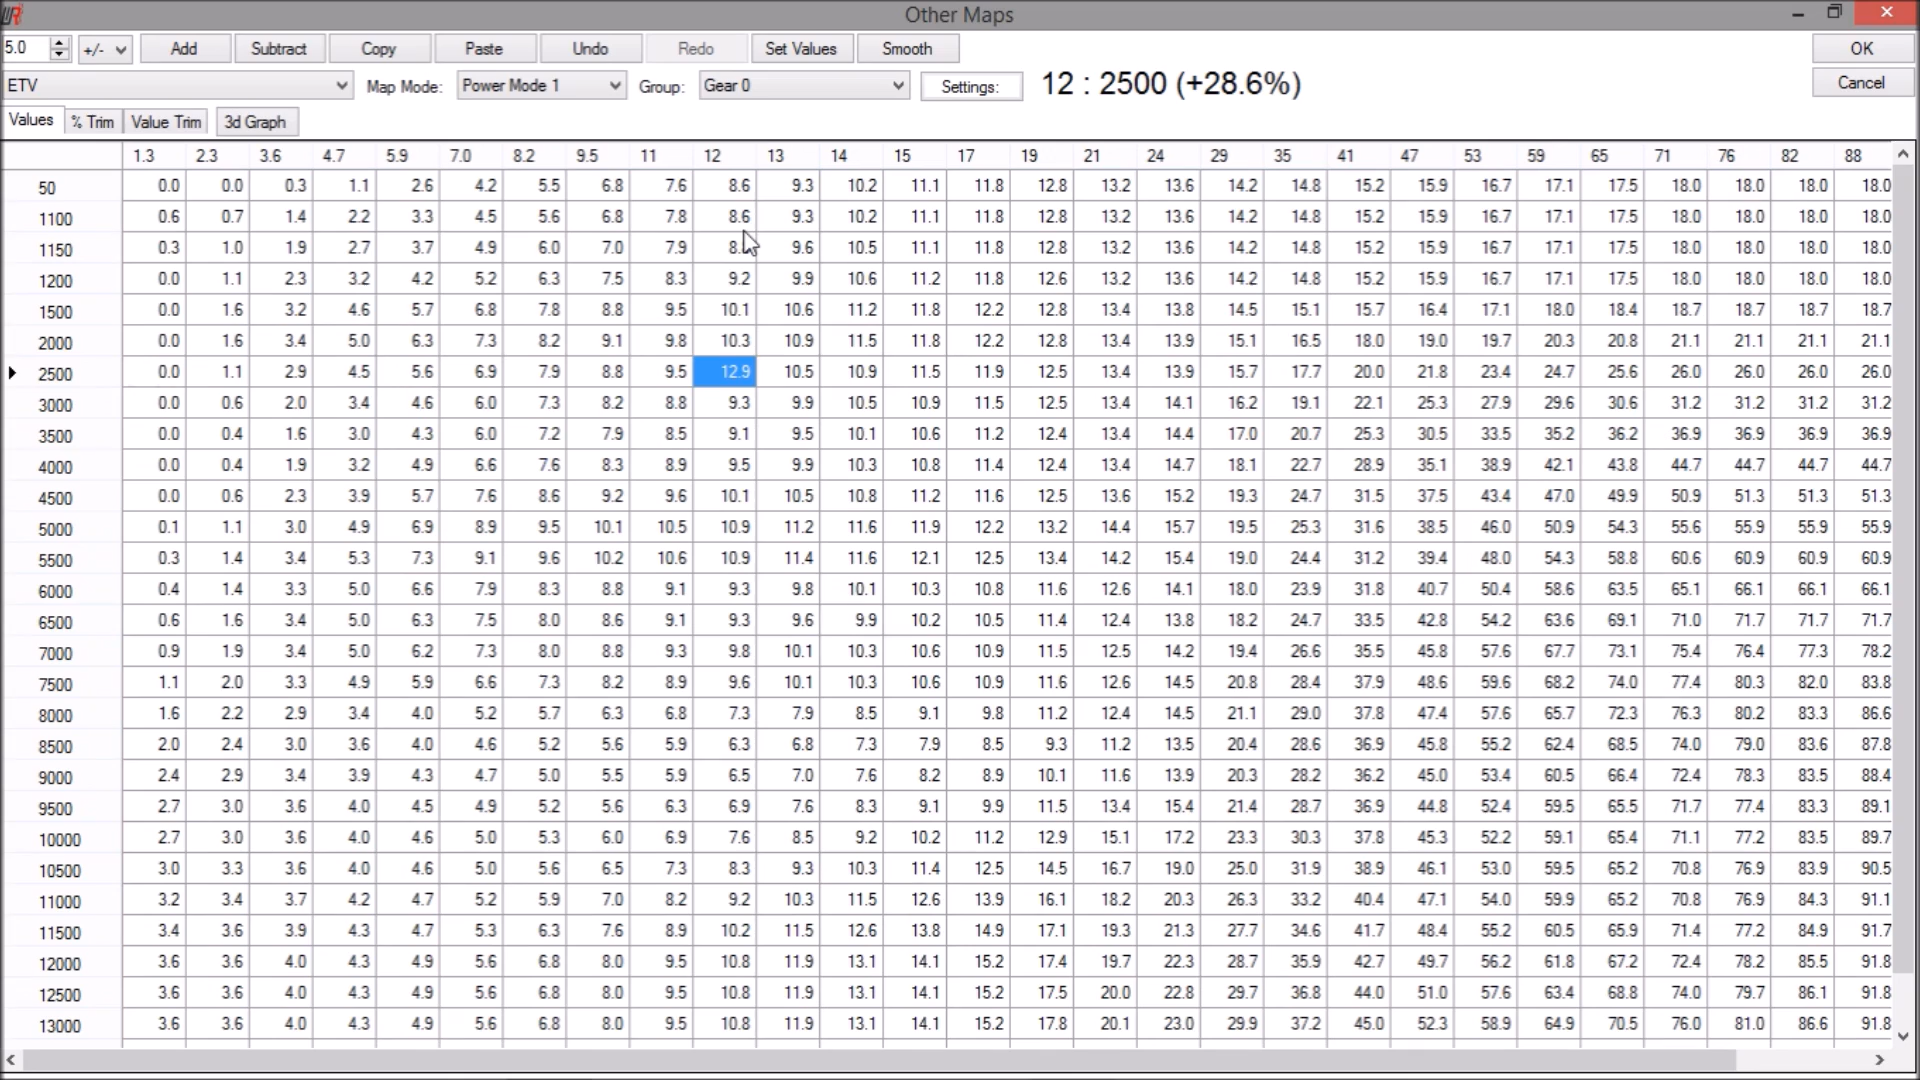 Other Maps
5.0 +/- Add Subtract Copy Paste Undo Redo Set Values Smooth OK
ETV Map Mode: Power Mode 1 Group: Gear 0 Settings: 12 : 2500 (+28.6%) Cancel
Values % Trim Value Trim 3d Graph
1.3 2.3 3.6 4.7 5.9 7.0 8.2 9.5 11 12 13 14 15 17 19 21 24 29 35 41 47 53 59 65 71 76 82 88
50 0.0 0.0 0.3 1.1 2.6 4.2 5.5 6.8 7.6 8.6 9.3 10.2 11.1 11.8 12.8 13.2 13.6 14.2 14.8 15.2 15.9 16.7 17.1 17.5 18.0 18.0 18.0 18.0
1100 0.6 0.7 1.4 2.2 3.3 4.5 5.6 6.8 7.8 8.6 9.3 10.2 11.1 11.8 12.8 13.2 13.6 14.2 14.8 15.2 15.9 16.7 17.1 17.5 18.0 18.0 18.0 18.0
1150 0.3 1.0 1.9 2.7 3.7 4.9 6.0 7.0 7.9 9.6 10.5 11.1 11.8 12.8 13.2 13.6 14.2 14.8 15.2 15.9 16.7 17.1 17.5 18.0 18.0 18.0 18.0
1200 0.0 1.1 2.3 3.2 4.2 5.2 6.3 7.5 8.3 9.2 9.9 10.6 11.2 11.8 12.6 13.2 13.6 14.2 14.8 15.2 15.9 16.7 17.1 17.5 18.0 18.0 18.0 18.0
1500 0.0 1.6 3.2 4.6 5.7 6.8 7.8 8.8 9.5 10.1 10.6 11.2 11.8 12.2 12.8 13.4 13.8 14.5 15.1 15.7 16.4 17.1 18.0 18.4 18.7 18.7 18.7 18.7
2000 0.0 1.6 3.4 5.0 6.3 7.3 8.2 9.1 9.8 10.3 10.9 11.5 11.8 12.2 12.8 13.4 13.9 15.1 16.5 18.0 19.0 19.7 20.3 20.8 21.1 21.1 21.1 21.1
2500 0.0 1.1 2.9 4.5 5.6 6.9 7.9 8.8 9.5 12.9 10.5 10.9 11.5 11.9 12.5 13.4 13.9 15.7 17.7 20.0 21.8 23.4 24.7 25.6 26.0 26.0 26.0 26.0
3000 0.0 0.6 2.0 3.4 4.6 6.0 7.3 8.2 8.8 9.3 9.9 10.5 10.9 11.5 12.5 13.4 14.1 16.2 19.1 22.1 25.3 27.9 29.6 30.6 31.2 31.2 31.2 31.2
3500 0.0 0.4 1.6 3.0 4.3 6.0 7.2 7.9 8.5 9.1 9.5 10.1 10.6 11.2 12.4 13.4 14.4 17.0 20.7 25.3 30.5 33.5 35.2 36.2 36.9 36.9 36.9 36.9
4000 0.0 0.4 1.9 3.2 4.9 6.6 7.6 8.3 8.9 9.5 9.9 10.3 10.8 11.4 12.4 13.4 14.7 18.1 22.7 28.9 35.1 38.9 42.1 43.8 44.7 44.7 44.7 44.7
4500 0.0 0.6 2.3 3.9 5.7 7.6 8.6 9.2 9.6 10.1 10.5 10.8 11.2 11.6 12.5 13.6 15.2 19.3 24.7 31.5 37.5 43.4 47.0 49.9 50.9 51.3 51.3 51.3
5000 0.1 1.1 3.0 4.9 6.9 8.9 9.5 10.1 10.5 10.9 11.2 11.6 11.9 12.2 13.2 14.4 15.7 19.5 25.3 31.6 38.5 46.0 50.9 54.3 55.6 55.9 55.9 55.9
5500 0.3 1.4 3.4 5.3 7.3 9.1 9.6 10.2 10.6 10.9 11.4 11.6 12.1 12.5 13.4 14.2 15.4 19.0 24.4 31.2 39.4 48.0 54.3 58.8 60.6 60.9 60.9 60.9
6000 0.4 1.4 3.3 5.0 6.6 7.9 8.3 8.8 9.1 9.3 9.8 10.1 10.3 10.8 11.6 12.6 14.1 18.0 23.9 31.8 40.7 50.4 58.6 63.5 65.1 66.1 66.1 66.1
6500 0.6 1.6 3.4 5.0 6.3 7.5 8.0 8.6 9.1 9.3 9.6 9.9 10.2 10.5 11.4 12.4 13.8 18.2 24.7 33.5 42.8 54.2 63.6 69.1 71.0 71.7 71.7 71.7
7000 0.9 1.9 3.4 5.0 6.2 7.3 8.0 8.8 9.3 9.8 10.1 10.3 10.6 10.9 11.5 12.5 14.2 19.4 26.6 35.5 45.8 57.6 67.7 73.1 75.4 76.4 77.3 78.2
7500 1.1 2.0 3.3 4.9 5.9 6.6 7.3 8.2 8.9 9.6 10.1 10.3 10.6 10.9 11.6 12.6 14.5 20.8 28.4 37.9 48.6 59.6 68.2 74.0 77.4 80.3 82.0 83.8
8000 1.6 2.2 2.9 3.4 4.0 5.2 5.7 6.3 6.8 7.3 7.9 8.5 9.1 9.8 11.2 12.4 14.5 21.1 29.0 37.8 47.4 57.6 65.7 72.3 76.3 80.2 83.3 86.6
8500 2.0 2.4 3.0 3.6 4.0 4.6 5.2 5.6 5.9 6.3 6.8 7.3 7.9 8.5 9.3 11.2 13.5 20.4 28.6 36.9 45.8 55.2 62.4 68.5 74.0 79.0 83.6 87.8
9000 2.4 2.9 3.4 3.9 4.3 4.7 5.0 5.5 5.9 6.5 7.0 7.6 8.2 8.9 10.1 11.6 13.9 20.3 28.2 36.2 45.0 53.4 60.5 66.4 72.4 78.3 83.5 88.4
9500 2.7 3.0 3.6 4.0 4.5 4.9 5.2 5.6 6.3 6.9 7.6 8.3 9.1 9.9 11.5 13.4 15.4 21.4 28.7 36.9 44.8 52.4 59.5 65.5 71.7 77.4 83.3 89.1
10000 2.7 3.0 3.6 4.0 4.6 5.0 5.3 6.0 6.9 7.6 8.5 9.2 10.2 11.2 12.9 15.1 17.2 23.3 30.3 37.8 45.3 52.2 59.1 65.4 71.1 77.2 83.5 89.7
10500 3.0 3.3 3.6 4.0 4.6 5.0 5.6 6.5 7.3 8.3 9.3 10.3 11.4 12.5 14.5 16.7 19.0 25.0 31.9 38.9 46.1 53.0 59.5 65.2 70.8 76.9 83.9 90.5
11000 3.2 3.4 3.7 4.2 4.7 5.2 5.9 7.0 8.2 9.2 10.3 11.5 12.6 13.9 16.1 18.2 20.3 26.3 33.2 40.4 47.1 54.0 59.9 65.2 70.8 76.9 84.3 91.1
11500 3.4 3.6 3.9 4.3 4.7 5.3 6.3 7.6 8.9 10.2 11.5 12.6 13.8 14.9 17.1 19.3 21.3 27.7 34.6 41.7 48.4 55.2 60.5 65.9 71.4 77.2 84.9 91.7
12000 3.6 3.6 4.0 4.3 4.9 5.6 6.8 8.0 9.5 10.8 11.9 13.1 14.1 15.2 17.4 19.7 22.3 28.7 35.9 42.7 49.7 56.2 61.8 67.2 72.4 78.2 85.5 91.8
12500 3.6 3.6 4.0 4.3 4.9 5.6 6.8 8.0 9.5 10.8 11.9 13.1 14.1 15.2 17.5 20.0 22.8 29.7 36.8 44.0 51.0 57.6 63.4 68.8 74.0 79.7 86.1 91.8
13000 3.6 3.6 4.0 4.3 4.9 5.6 6.8 8.0 9.5 10.8 11.9 13.1 14.1 15.2 17.8 20.1 23.0 29.9 37.2 45.0 52.3 58.9 64.9 70.5 76.0 81.0 86.6 91.8